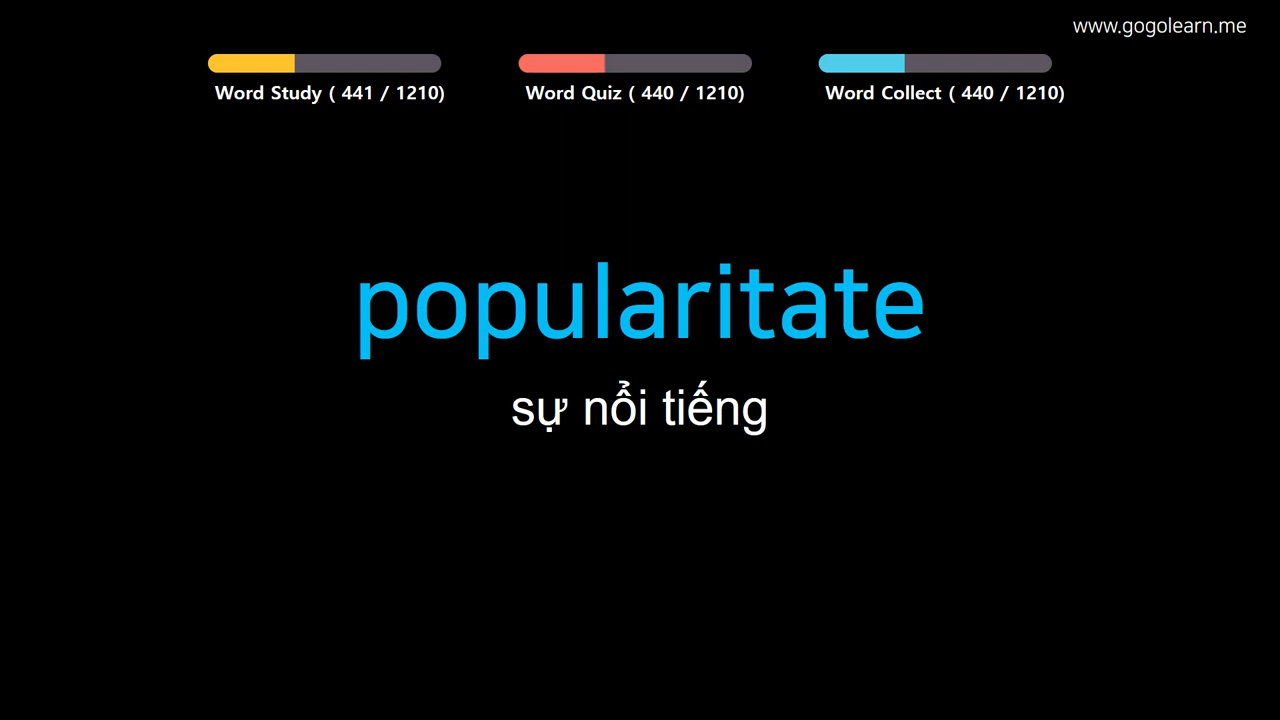 www.gogolearn.me
Word Study ( 441 / 1210)
Word Quiz ( 440 / 1210)
Word Collect ( 440 / 1210)
popularitate
sự nổi tiếng